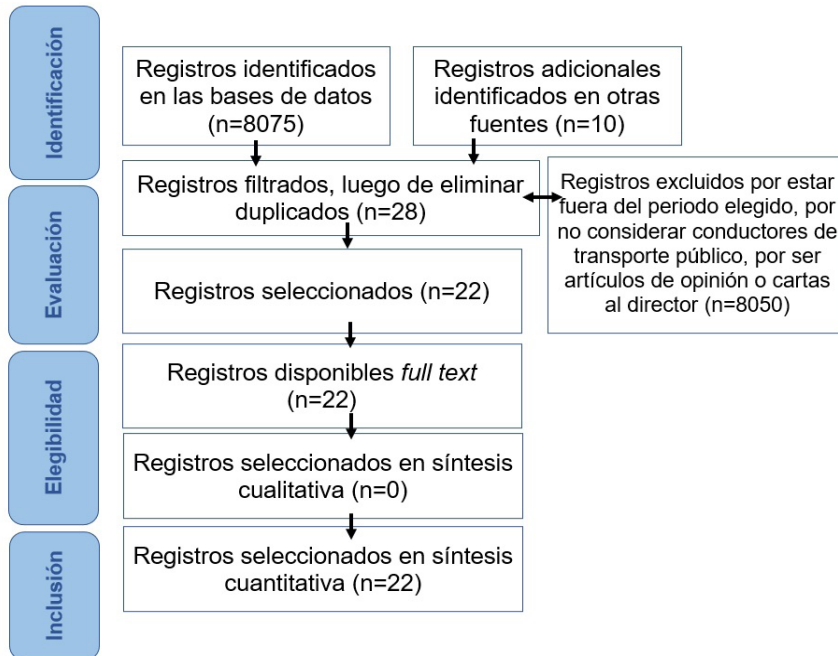 Identificación
Registros identificados
en las bases de datos
(n=8075)
Registros adicionales
identificados en otras
fuentes (n=10)
Registros filtrados, luego de eliminar
duplicados (n=28)
Registros excluidos por estar
fuera del periodo elegido, por
no considerar conductores de
transporte público, por ser
artículos de opinión o cartas
al director (n=8050)
Evaluación
Registros seleccionados (n=22)
Elegibilidad
Registros disponibles full text
(n=22)
Registros seleccionados en síntesis
cualitativa (n=0)
Inclusión
Registros seleccionados en síntesis
cuantitativa (n=22)